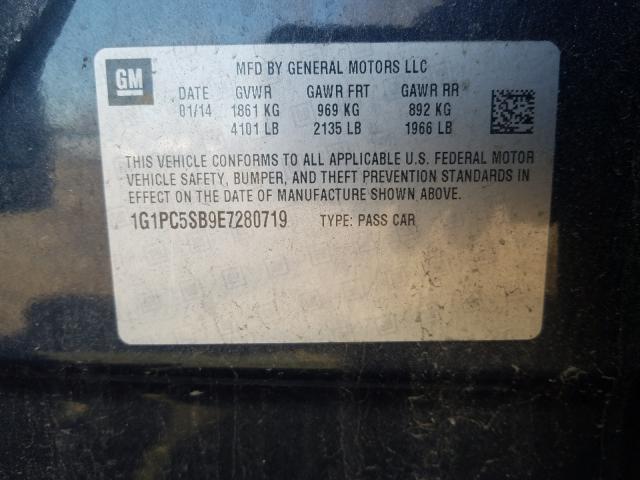 GM
MFD BY GENERAL MOTORS LLC
DATE GVWR GAWR FRT GAWR RR
01/14 1861 KG 969 KG 892 KG
4101 LB 2135 LB 1966 LB
THIS VEHICLE CONFORMS TO ALL APPLICABLE U.S. FEDERAL MOTOR
VEHICLE SAFETY, BUMPER, AND THEFT PREVENTION STANDARDS IN
EFFECT ON THE DATE OF MANUFACTURE SHOWN ABOVE.
1G1PC5SB9E7280719 TYPE: PASS CAR